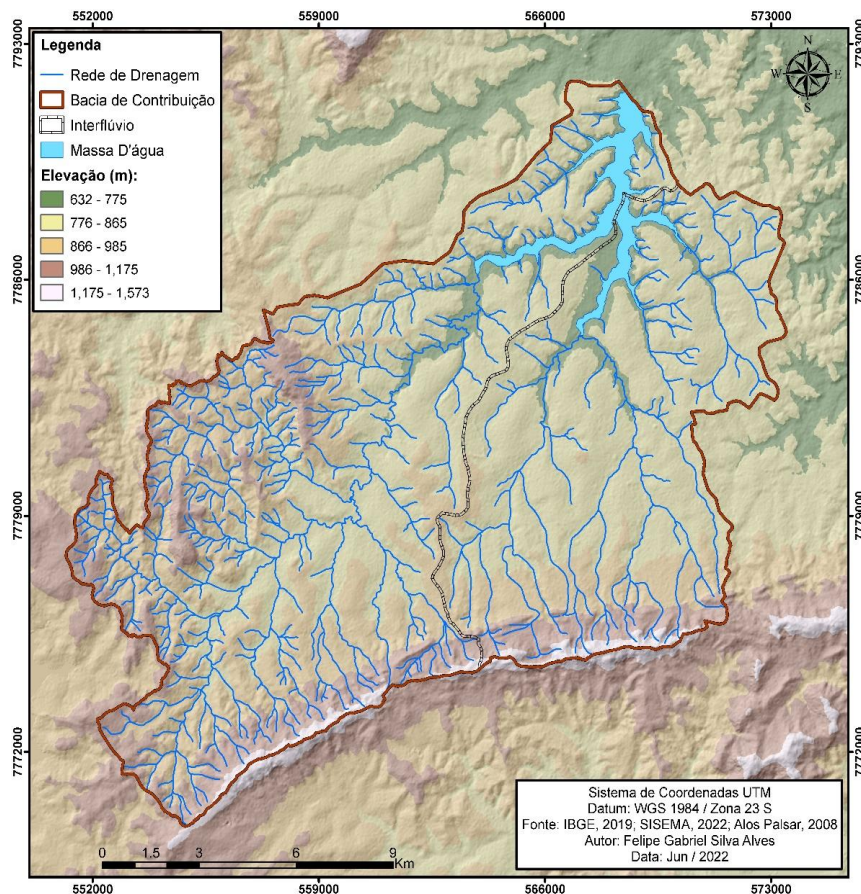 552000 559000 566000 573000
7793000 7793000
Legenda
Rede de Drenagem
Bacia de Contribuição
Interflúvio
Massa D'água
Elevação (m):
632 - 775
776 - 865
866 - 985
986 - 1,175
1,175 - 1,573
N
W E
S
7786000 7786000
7779000 7779000
7772000 7772000
Sistema de Coordenadas UTM
Datum: WGS 1984 / Zona 23 S
Fonte: IBGE, 2019; SISEMA, 2022; Alos Palsar, 2008
Autor: Felipe Gabriel Silva Alves
Data: Jun / 2022
0 1.5 3 6 9
Km
552000 559000 566000 573000